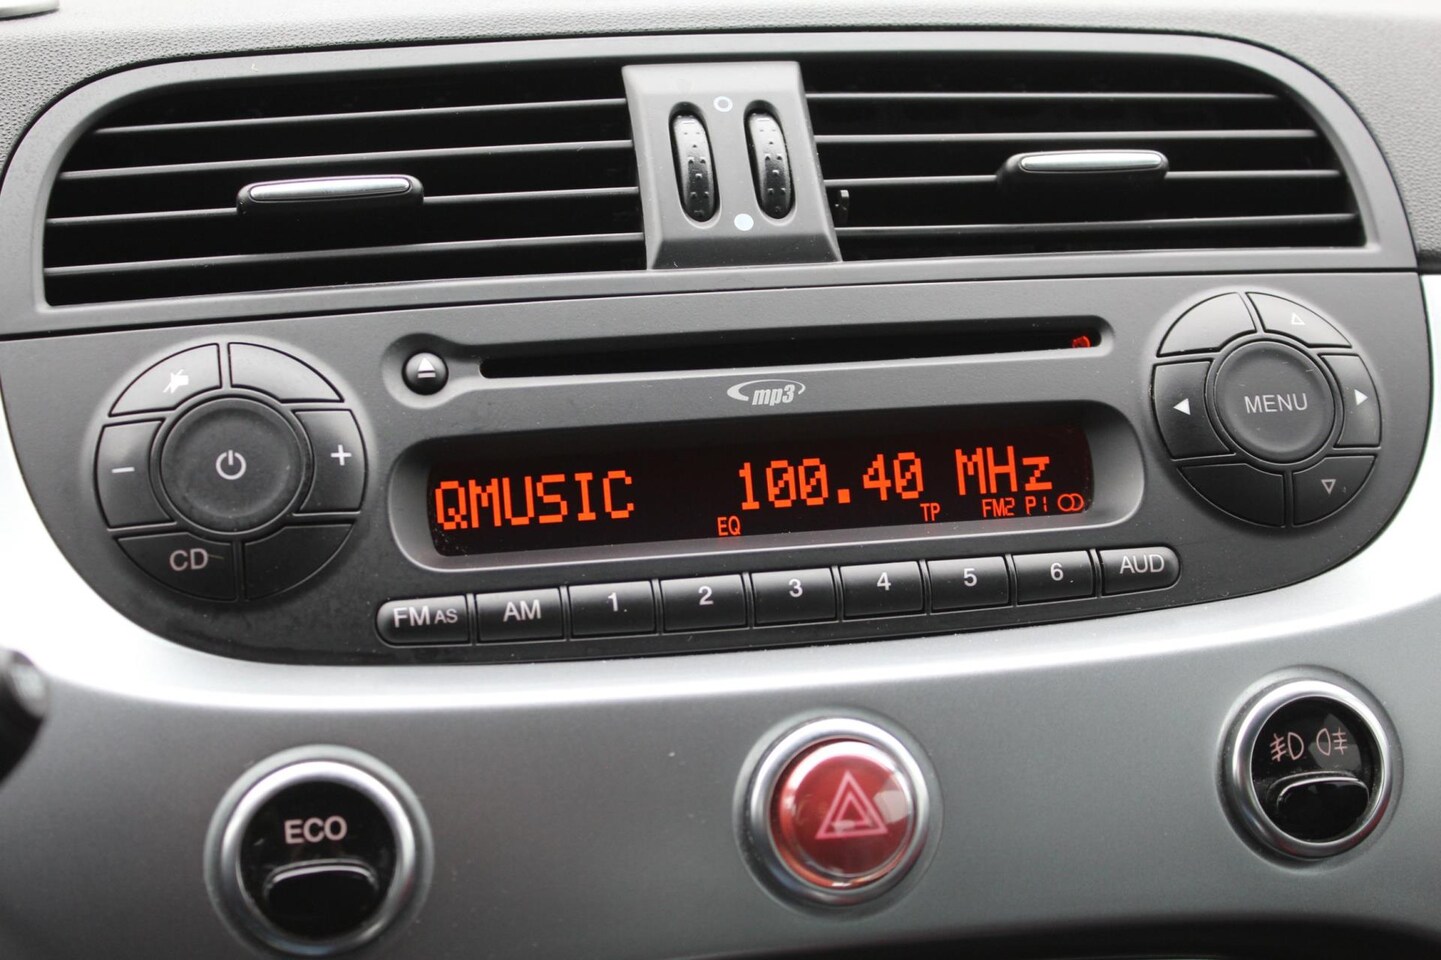 mp3
MENU
QMUSIC 100.40 MHz
EQ TP FM2 P1
CD
FM AS AM 1 2 3 4 5 6 AUD
ECO